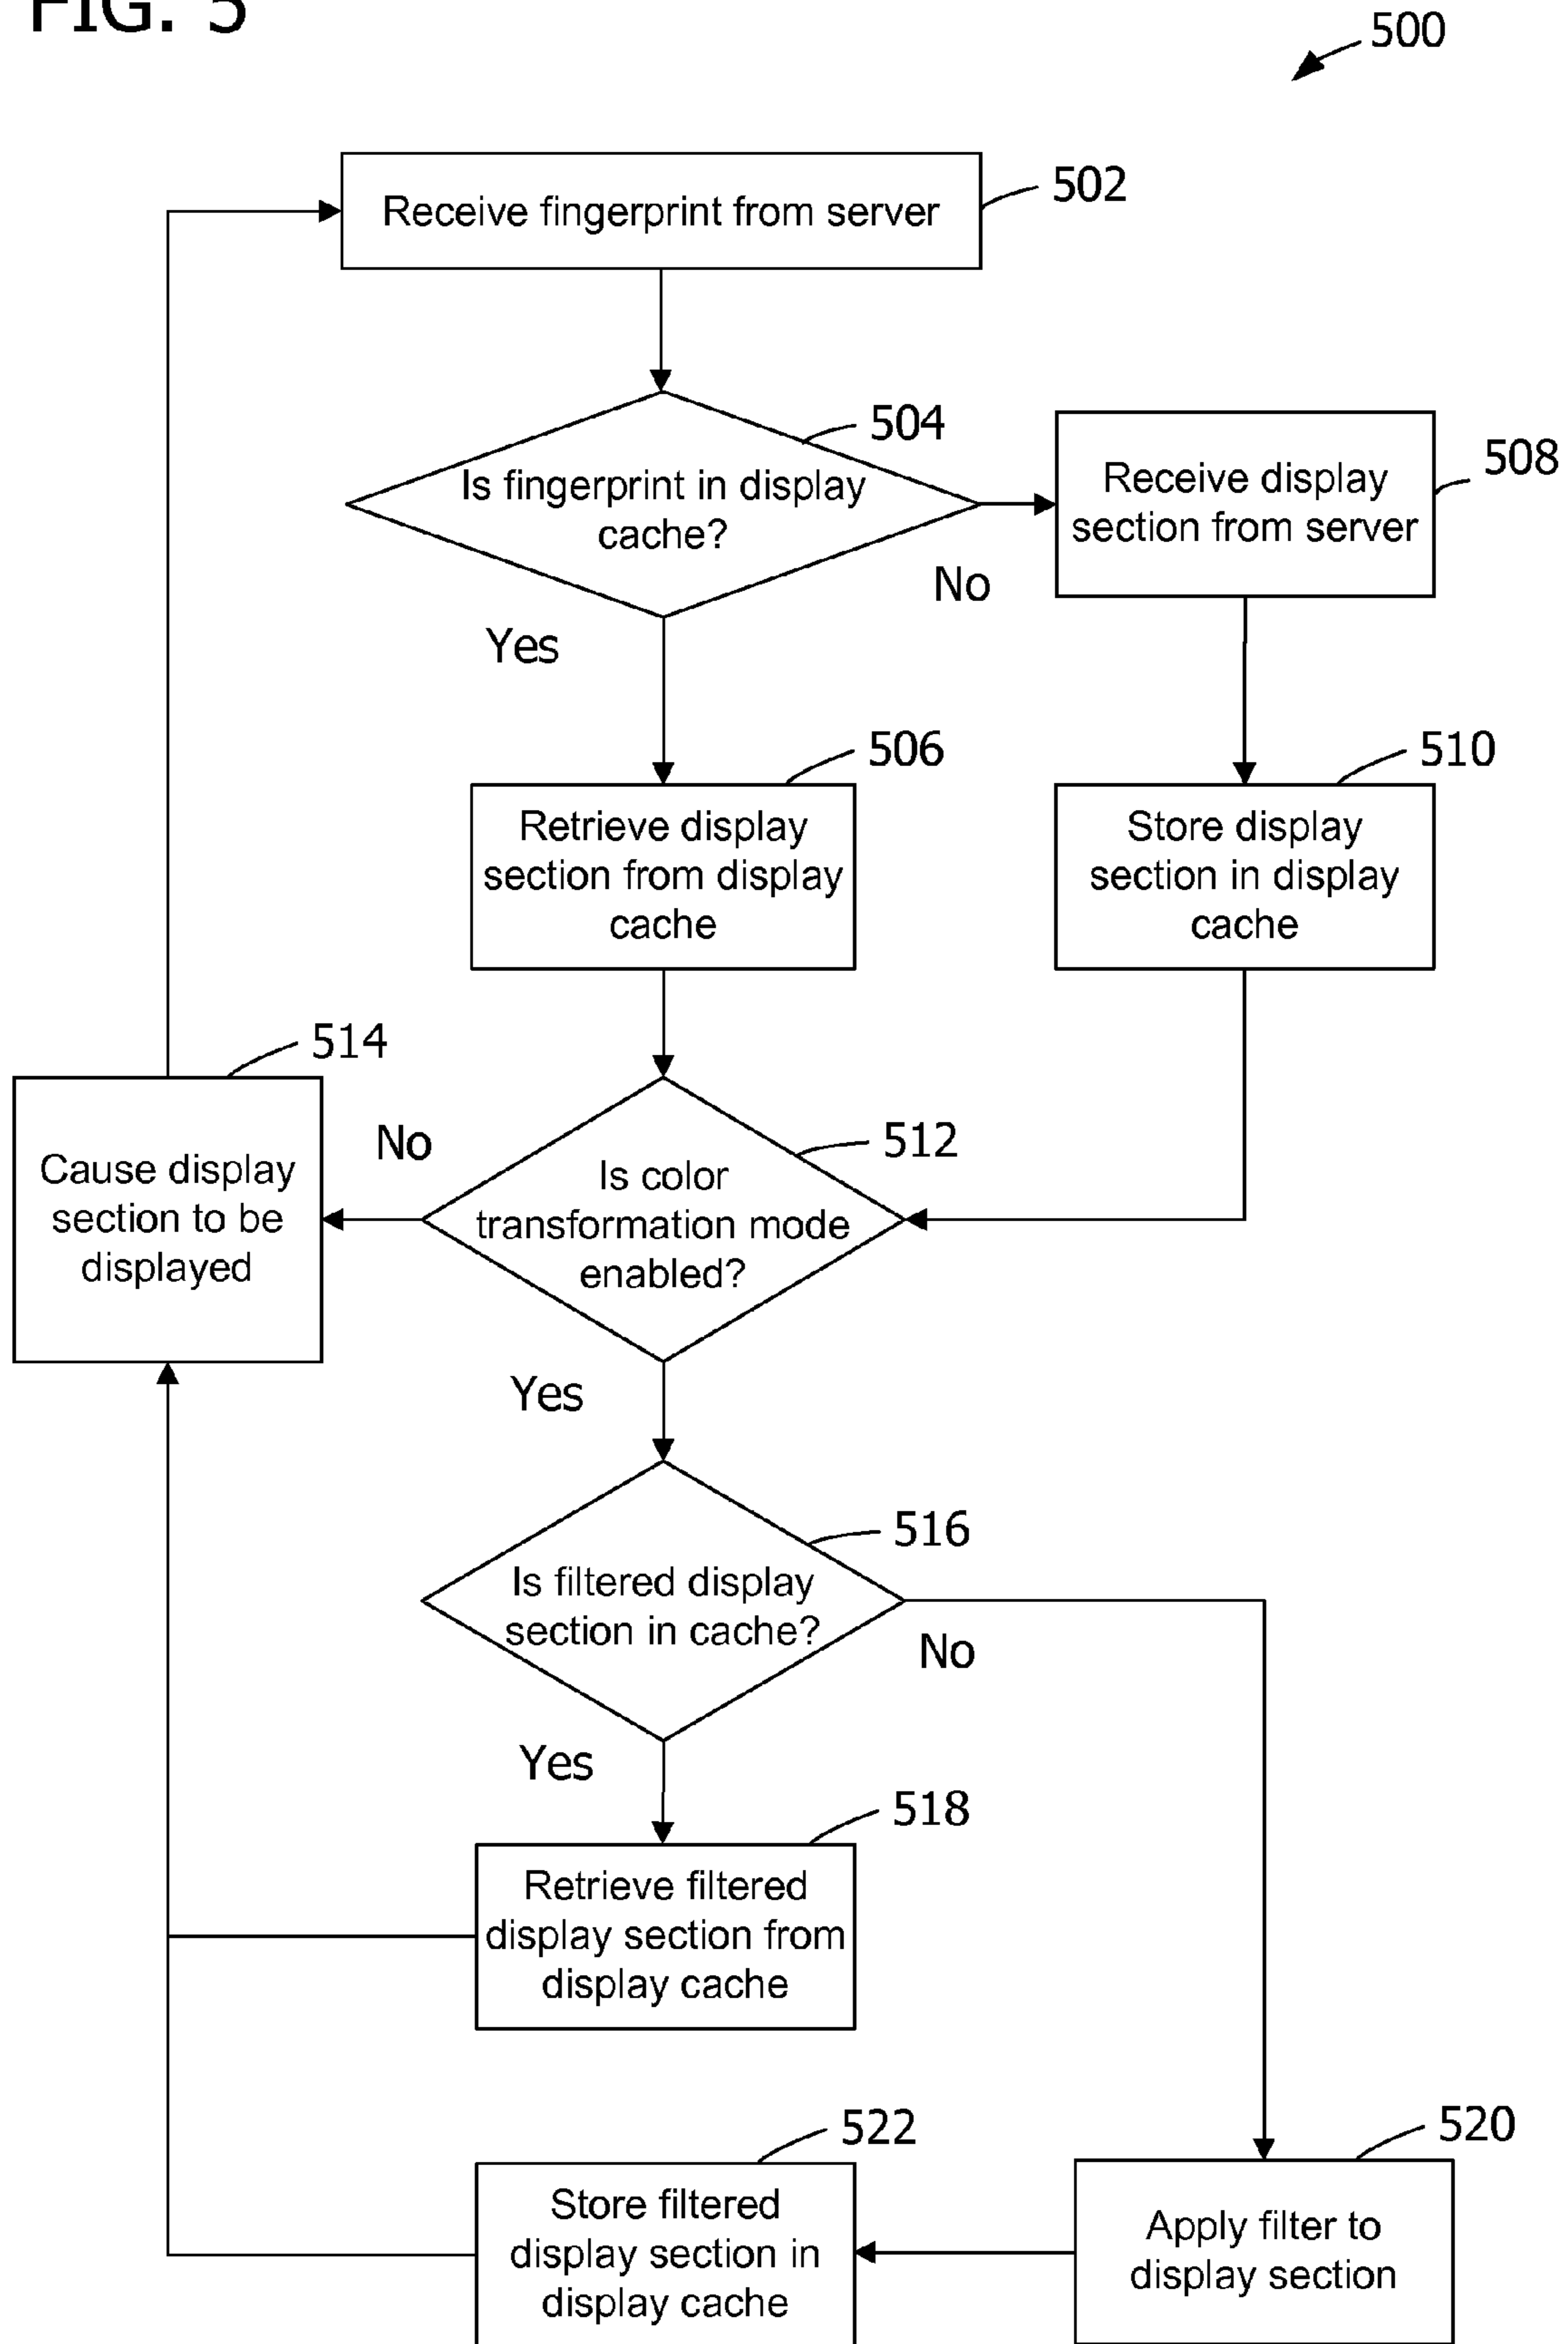 FIG. 5
500
Receive fingerprint from server
502
504
Is fingerprint in display
cache?
No
Yes
Receive display
section from server
508
506
Retrieve display
section from display
cache
510
Store display
section in display
cache
514
Cause display
section to be
displayed
No
512
Is color
transformation mode
enabled?
Yes
516
Is filtered display
section in cache?
No
Yes
518
Retrieve filtered
display section from
display cache
522
Store filtered
display section in
display cache
520
Apply filter to
display section